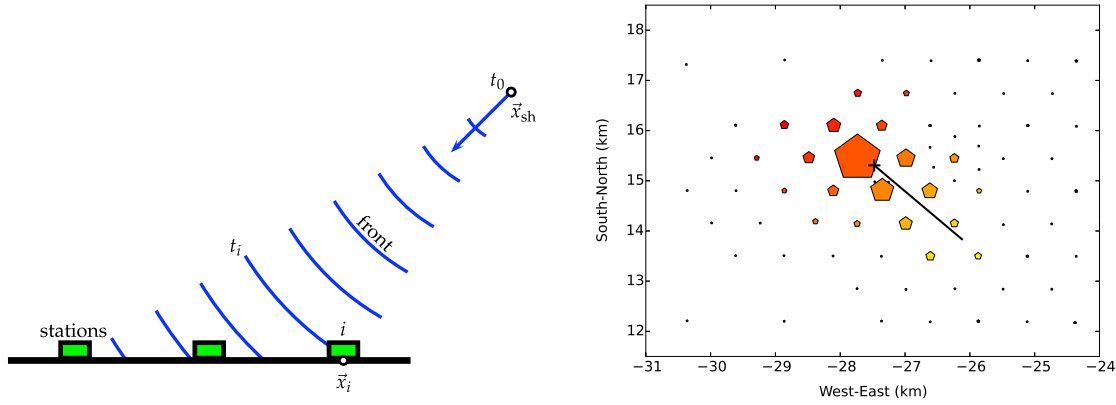 t₀
x⃗sh
front
tᵢ
stations
i
x⃗ᵢ
18
17
16
15
14
13
12
South-North (km)
−31 −30 −29 −28 −27 −26 −25 −24
West-East (km)